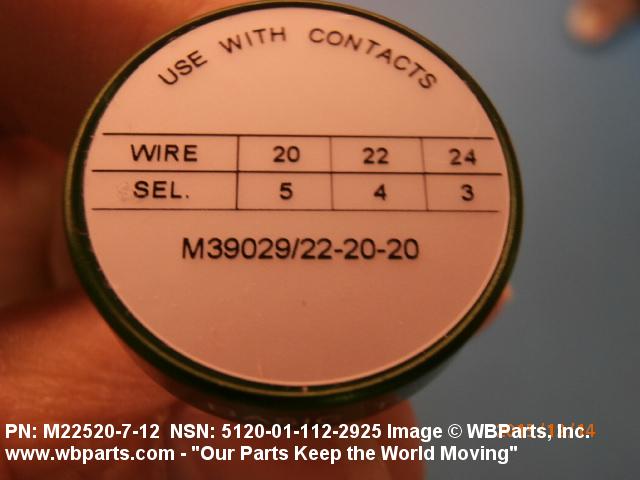 USE WITH CONTACTS
WIRE 20 22 24
SEL. 5 4 3
M39029/22-20-20
PN: M22520-7-12 NSN: 5120-01-112-2925 Image © WBParts, Inc.
www.wbparts.com - "Our Parts Keep the World Moving"